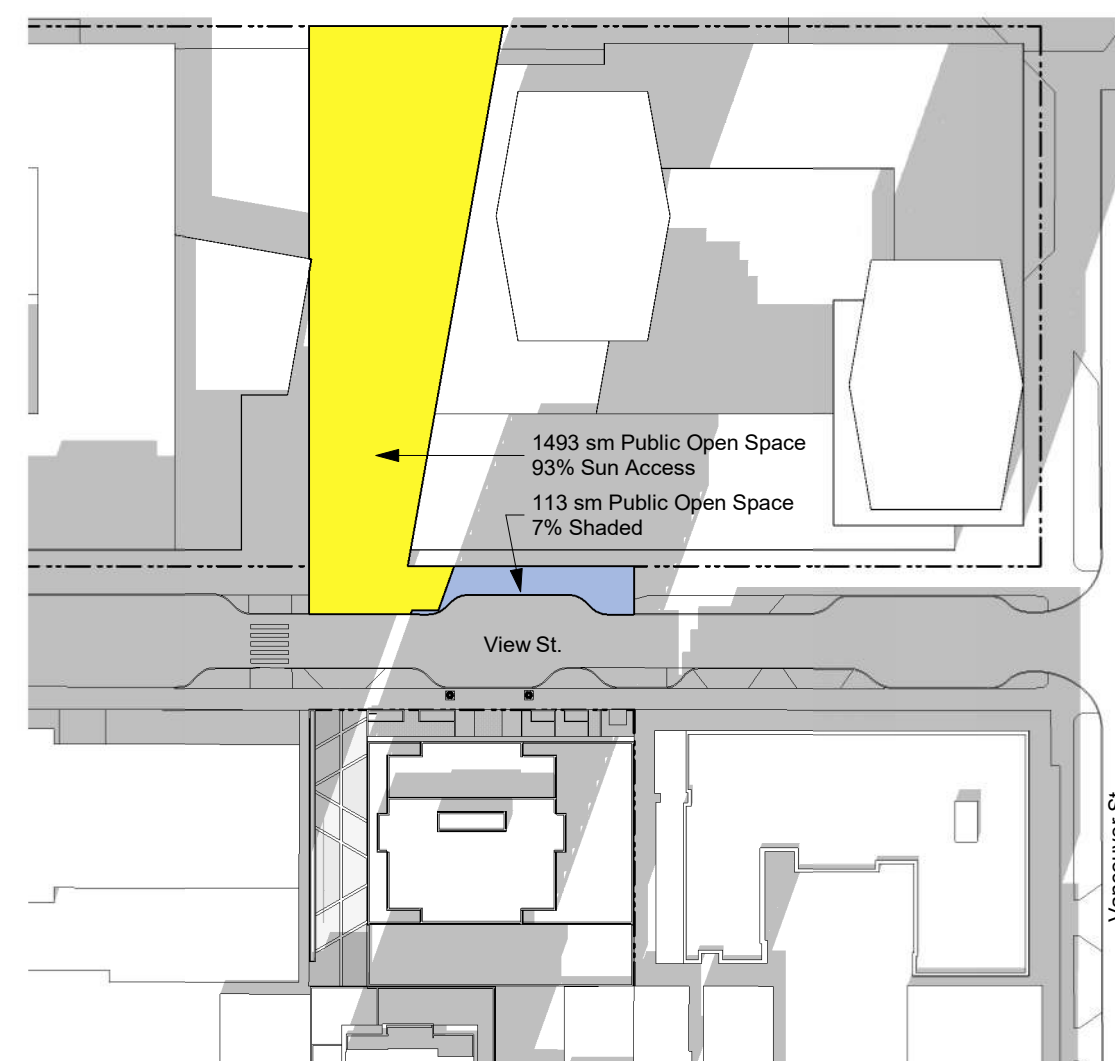 1493 sm Public Open Space
93% Sun Access
113 sm Public Open Space
7% Shaded
View St.
Vancouver St.